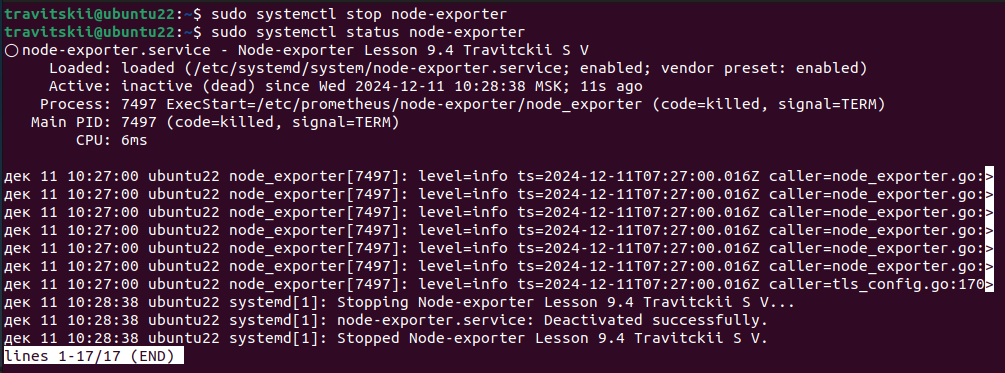 travitskii@ubuntu22:~$ sudo systemctl stop node-exporter
travitskii@ubuntu22:~$ sudo systemctl status node-exporter
○ node-exporter.service - Node-exporter Lesson 9.4 Travitckii S V
     Loaded: loaded (/etc/systemd/system/node-exporter.service; enabled; vendor preset: enabled)
     Active: inactive (dead) since Wed 2024-12-11 10:28:38 MSK; 11s ago
    Process: 7497 ExecStart=/etc/prometheus/node-exporter/node_exporter (code=killed, signal=TERM)
   Main PID: 7497 (code=killed, signal=TERM)
        CPU: 6ms

дек 11 10:27:00 ubuntu22 node_exporter[7497]: level=info ts=2024-12-11T07:27:00.016Z caller=node_exporter.go:>
дек 11 10:27:00 ubuntu22 node_exporter[7497]: level=info ts=2024-12-11T07:27:00.016Z caller=node_exporter.go:>
дек 11 10:27:00 ubuntu22 node_exporter[7497]: level=info ts=2024-12-11T07:27:00.016Z caller=node_exporter.go:>
дек 11 10:27:00 ubuntu22 node_exporter[7497]: level=info ts=2024-12-11T07:27:00.016Z caller=node_exporter.go:>
дек 11 10:27:00 ubuntu22 node_exporter[7497]: level=info ts=2024-12-11T07:27:00.016Z caller=node_exporter.go:>
дек 11 10:27:00 ubuntu22 node_exporter[7497]: level=info ts=2024-12-11T07:27:00.016Z caller=node_exporter.go:>
дек 11 10:27:00 ubuntu22 node_exporter[7497]: level=info ts=2024-12-11T07:27:00.016Z caller=tls_config.go:170>
дек 11 10:28:38 ubuntu22 systemd[1]: Stopping Node-exporter Lesson 9.4 Travitckii S V...
дек 11 10:28:38 ubuntu22 systemd[1]: node-exporter.service: Deactivated successfully.
дек 11 10:28:38 ubuntu22 systemd[1]: Stopped Node-exporter Lesson 9.4 Travitckii S V.
lines 1-17/17 (END)